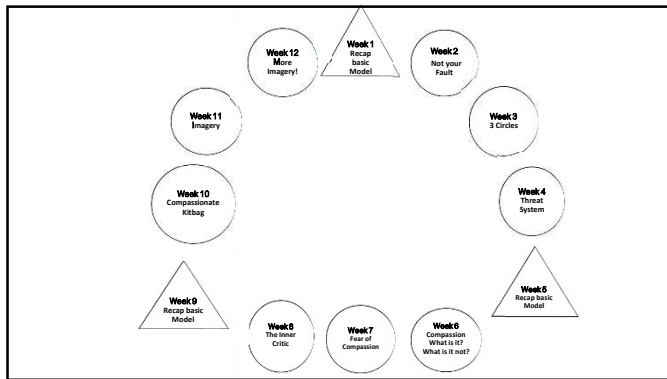 Week 1
Recap
basic
Model
Week 2
Not your
Fault
Week 3
3 Circles
Week 4
Threat
System
Week 5
Recap basic
Model
Week 6
Compassion
What is it?
What is it not?
Week 7
Fear of
Compassion
Week 8
The Inner
Critic
Week 9
Recap basic
Model
Week 10
Compassionate
Kitbag
Week 11
Imagery
Week 12
More
Imagery!